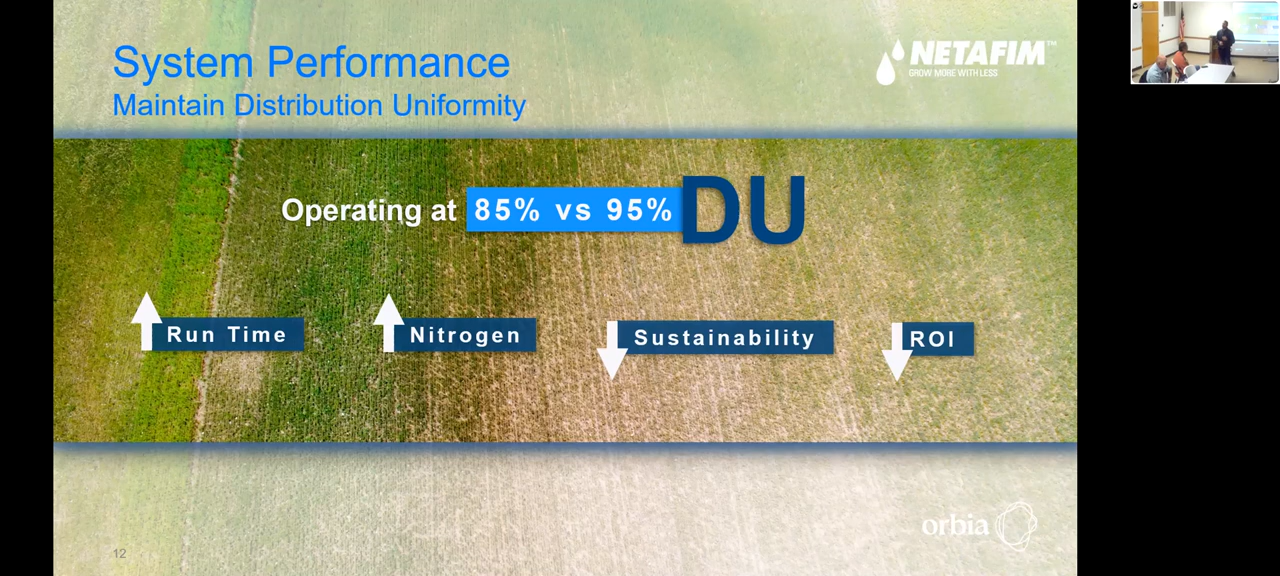 System Performance
Maintain Distribution Uniformity
NETAFIM™
GROW MORE WITH LESS
Operating at 85% vs 95% DU
Run Time
Nitrogen
Sustainability
ROI
orbia
12